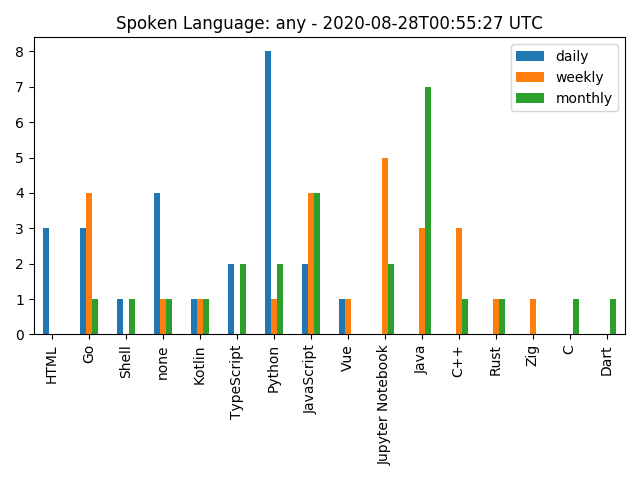 Spoken Language: any - 2020-08-28T00:55:27 UTC
daily
weekly
monthly
8
7
6
5
4
3
2
1
0
HTML
Go
Shell
none
Kotlin
TypeScript
Python
JavaScript
Vue
Jupyter Notebook
Java
C++
Rust
Zig
C
Dart